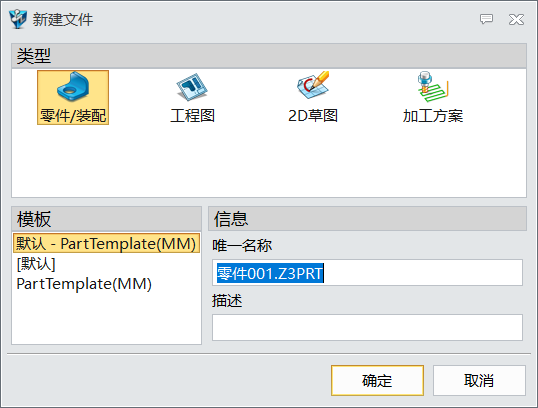 新建文件
类型
零件/装配
工程图
2D草图
加工方案
模板
默认 - PartTemplate(MM)
[默认]
PartTemplate(MM)
信息
唯一名称
零件001.Z3PRT
描述
确定
取消